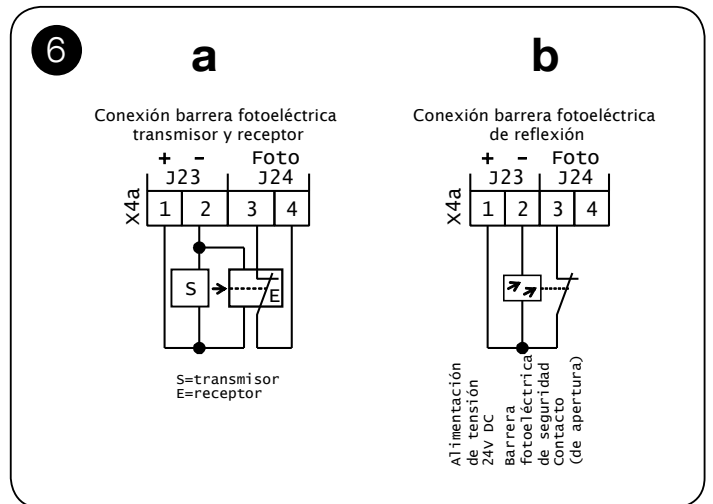 6
a
Conexión barrera fotoeléctrica
transmisor y receptor
+ - Foto
J23 J24
X4a
1 2 3 4
S
E
S=transmisor
E=receptor
b
Conexión barrera fotoeléctrica
de reflexión
+ - Foto
J23 J24
X4a
1 2 3 4
Alimentación
de tensión
24V DC
Barrera
fotoeléctrica
de seguridad
Contacto
(de apertura)